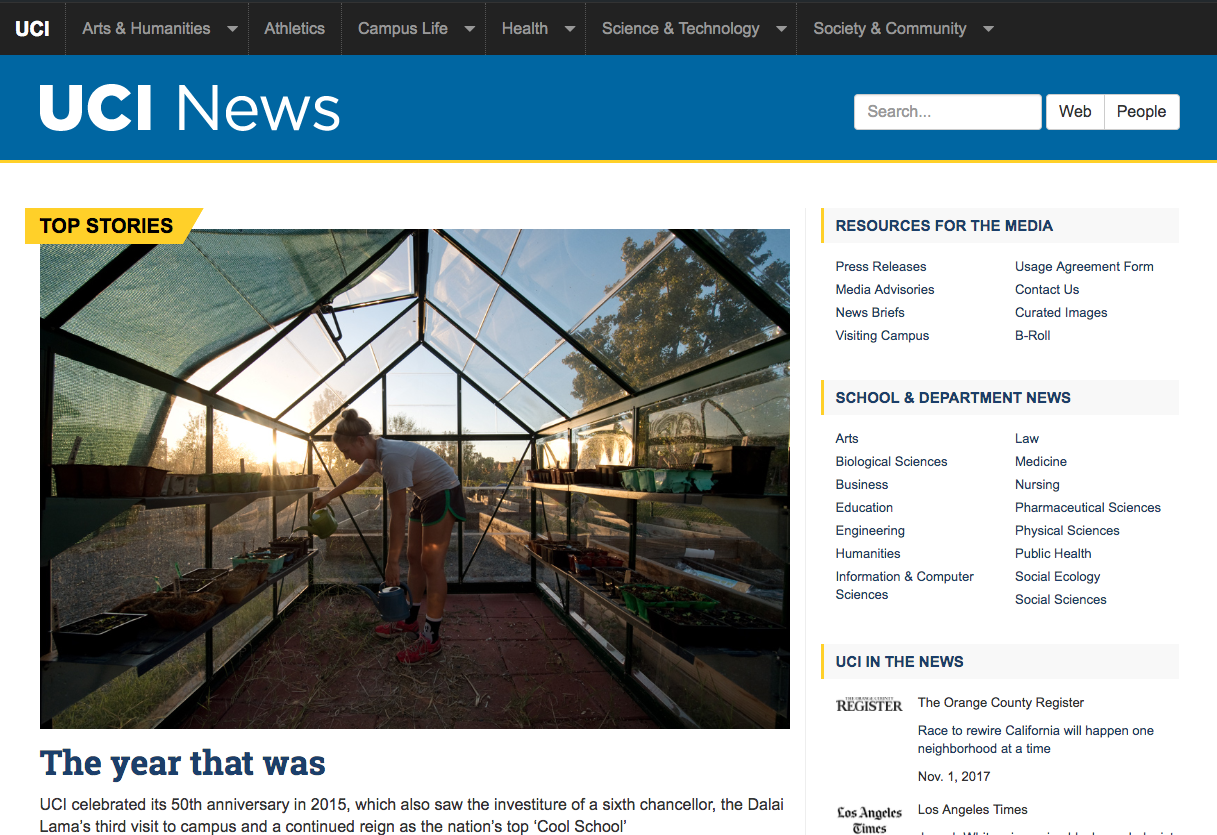 UCI
Arts & Humanities
Athletics
Campus Life
Health
Science & Technology
Society & Community
UCI News
Search...
Web
People
TOP STORIES
The year that was
UCI celebrated its 50th anniversary in 2015, which also saw the investiture of a sixth chancellor, the Dalai
Lama's third visit to campus and a continued reign as the nation's top ‘Cool School’
RESOURCES FOR THE MEDIA
Press Releases
Media Advisories
News Briefs
Visiting Campus
Usage Agreement Form
Contact Us
Curated Images
B-Roll
SCHOOL & DEPARTMENT NEWS
Arts
Biological Sciences
Business
Education
Engineering
Humanities
Information & Computer
Sciences
Law
Medicine
Nursing
Pharmaceutical Sciences
Physical Sciences
Public Health
Social Ecology
Social Sciences
UCI IN THE NEWS
THE ORANGE COUNTY
REGISTER
The Orange County Register
Race to rewire California will happen one
neighborhood at a time
Nov. 1, 2017
Los Angeles
Times
Los Angeles Times